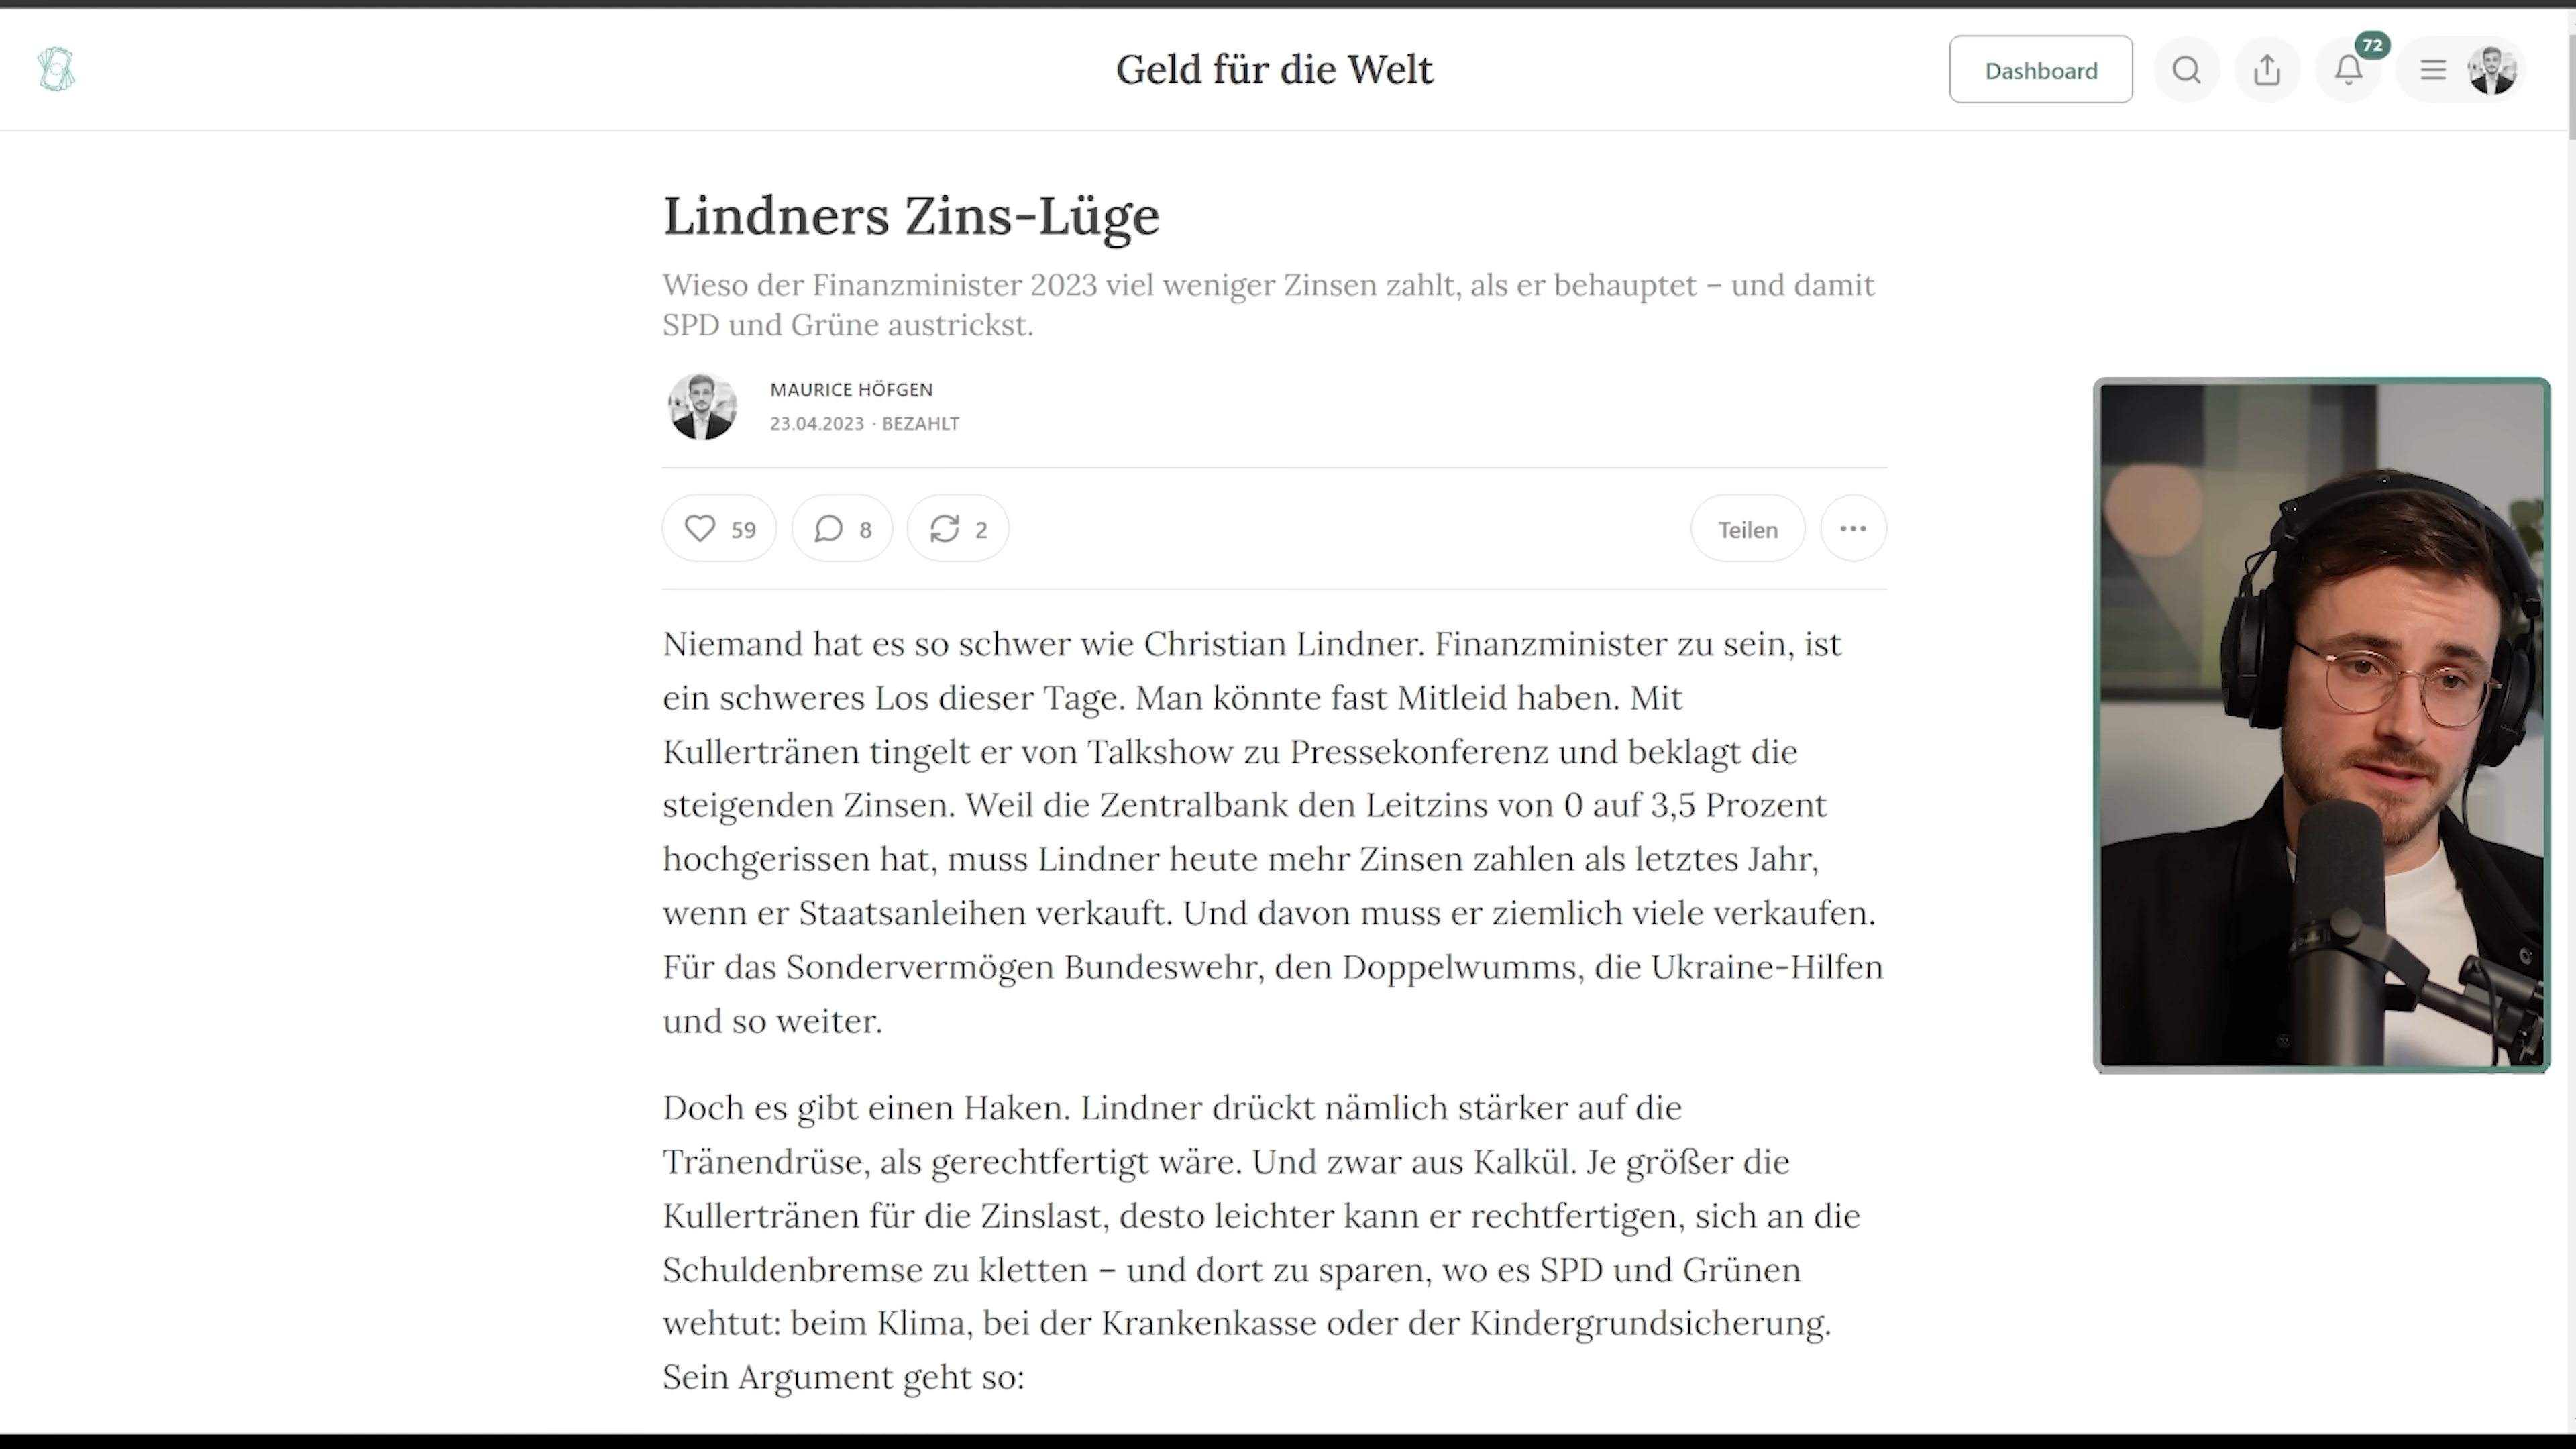 Geld für die Welt
Dashboard
72
Lindners Zins-Lüge
Wieso der Finanzminister 2023 viel weniger Zinsen zahlt, als er behauptet – und damit
SPD und Grüne austrickst.
MAURICE HÖFGEN
23.04.2023 · BEZAHLT
59
8
2
Teilen
Niemand hat es so schwer wie Christian Lindner. Finanzminister zu sein, ist
ein schweres Los dieser Tage. Man könnte fast Mitleid haben. Mit
Kullertränen tingelt er von Talkshow zu Pressekonferenz und beklagt die
steigenden Zinsen. Weil die Zentralbank den Leitzins von 0 auf 3,5 Prozent
hochgerissen hat, muss Lindner heute mehr Zinsen zahlen als letztes Jahr,
wenn er Staatsanleihen verkauft. Und davon muss er ziemlich viele verkaufen.
Für das Sondervermögen Bundeswehr, den Doppelwumms, die Ukraine-Hilfen
und so weiter.
Doch es gibt einen Haken. Lindner drückt nämlich stärker auf die
Tränendrüse, als gerechtfertigt wäre. Und zwar aus Kalkül. Je größer die
Kullertränen für die Zinslast, desto leichter kann er rechtfertigen, sich an die
Schuldenbremse zu kletten – und dort zu sparen, wo es SPD und Grünen
wehtut: beim Klima, bei der Krankenkasse oder der Kindergrundsicherung.
Sein Argument geht so: